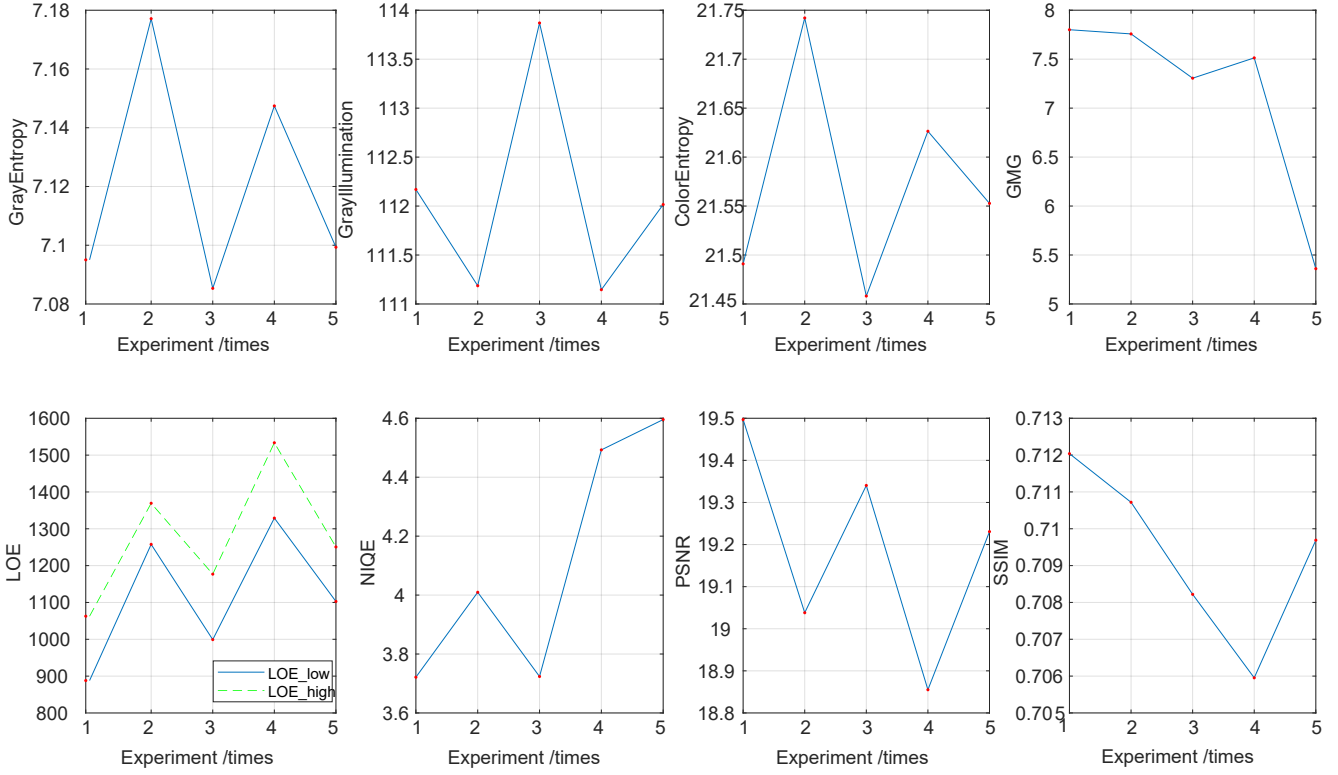 GrayEntropy
7.18
7.16
7.14
7.12
7.1
7.08
1 2 3 4 5
Experiment /times
GrayIllumination
114
113.5
113
112.5
112
111.5
111
1 2 3 4 5
Experiment /times
ColorEntropy
21.75
21.7
21.65
21.6
21.55
21.5
21.45
1 2 3 4 5
Experiment /times
GMG
8
7.5
7
6.5
6
5.5
5
1 2 3 4 5
Experiment /times
LOE
1600
1500
1400
1300
1200
1100
1000
900
800
LOE_low
LOE_high
1 2 3 4 5
Experiment /times
NIQE
4.6
4.4
4.2
4
3.8
3.6
1 2 3 4 5
Experiment /times
PSNR
19.5
19.4
19.3
19.2
19.1
19
18.9
18.8
1 2 3 4 5
Experiment /times
SSIM
0.713
0.712
0.711
0.71
0.709
0.708
0.707
0.706
0.705
1 2 3 4 5
Experiment /times